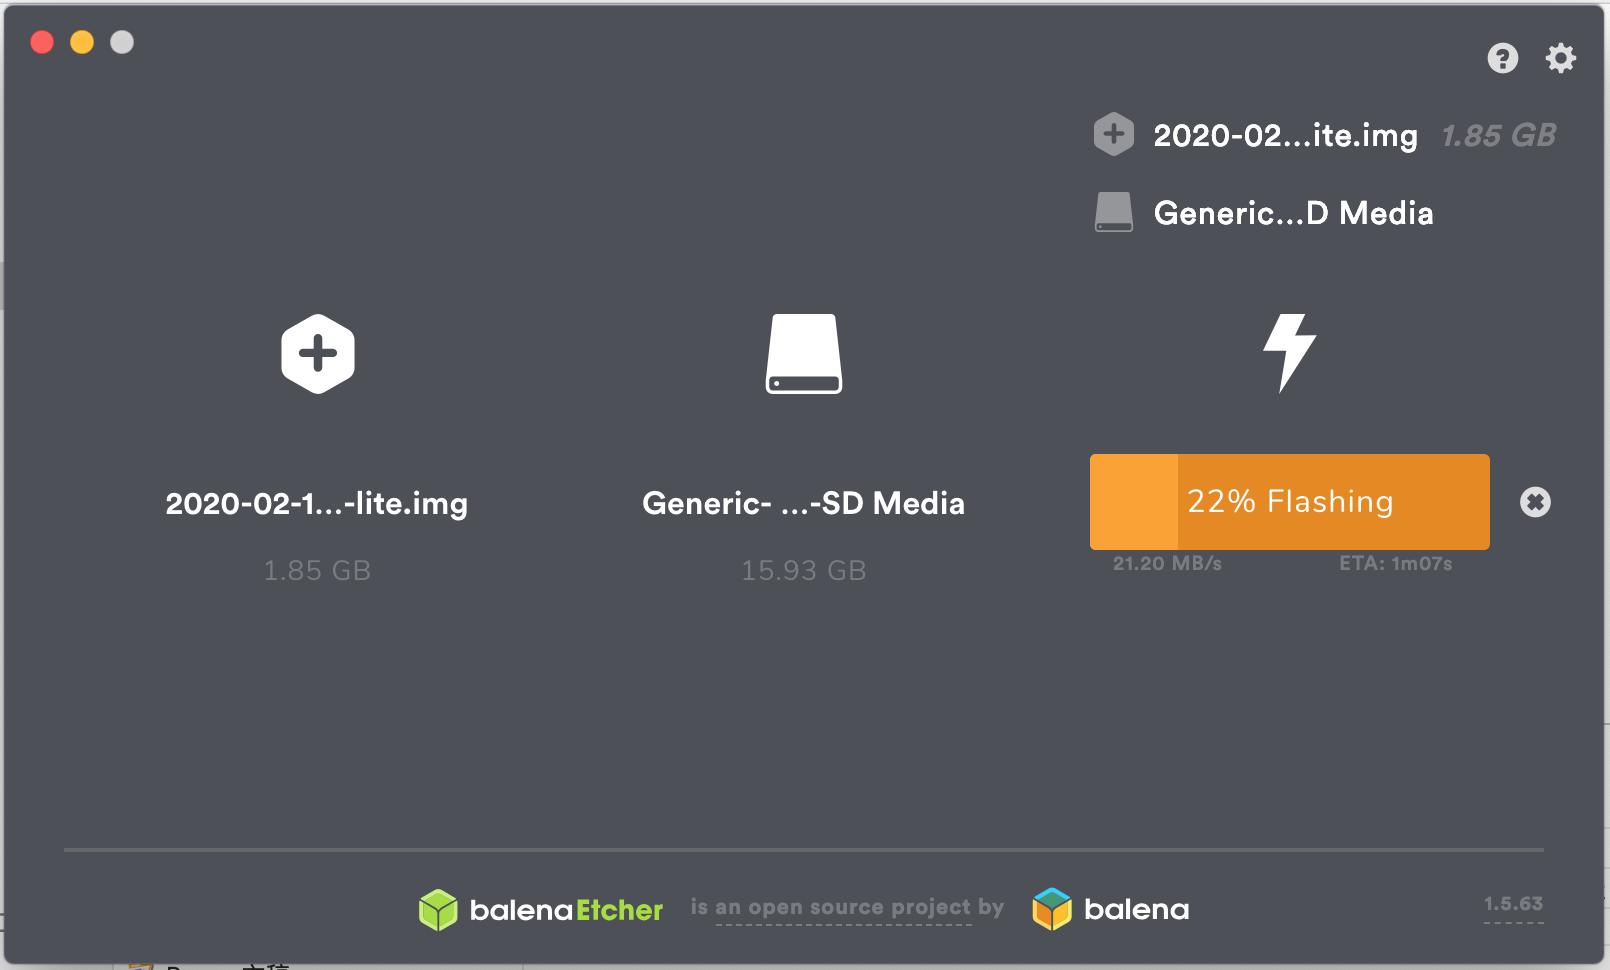 2020-02...ite.img 1.85 GB
Generic...D Media
2020-02-1...-lite.img
1.85 GB
Generic- ...-SD Media
15.93 GB
22% Flashing
21.20 MB/s ETA: 1m07s
balenaEtcher is an open source project by balena 1.5.63